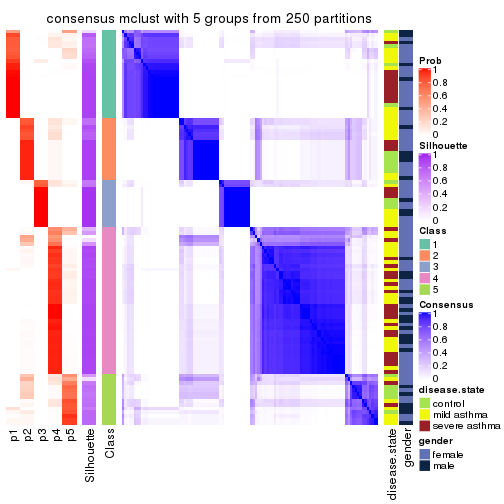 consensus mclust with 5 groups from 250 partitions
Prob
1
0.8
0.6
0.4
0.2
0
Silhouette
1
0.8
0.6
0.4
0.2
0
Class
1
2
3
4
5
Consensus
1
0.8
0.6
0.4
0.2
0
disease.state
control
mild asthma
severe asthma
gender
female
male
p1
p2
p3
p4
p5
Silhouette
Class
disease.state
gender